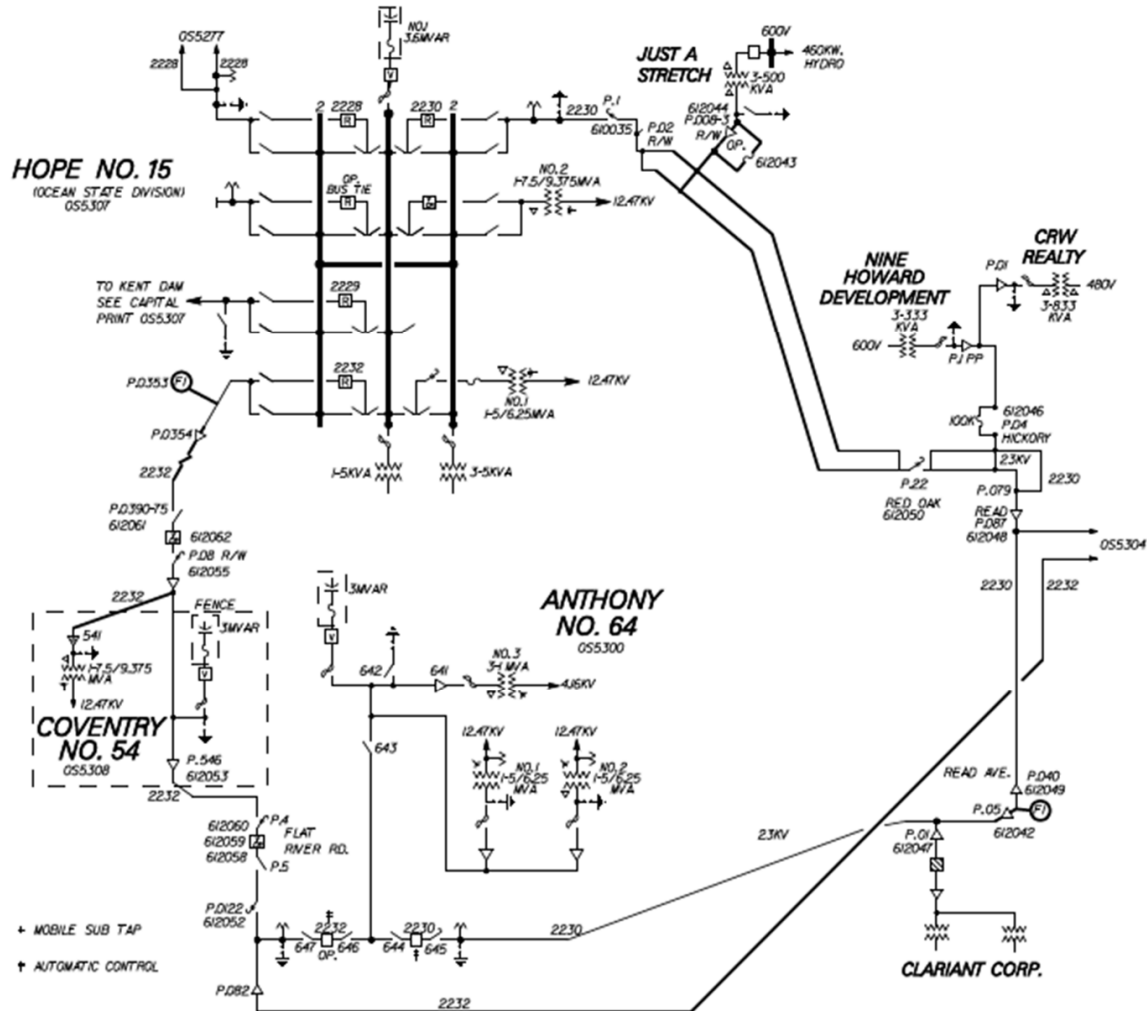 OS5277
2228
2228
NO.1
3.6MVAR
V
HOPE NO. 15
(OCEAN STATE DIVISION)
OS5307
2
2228
R
2230
R
2
2230
P.1
610035
P.02
R/W
JUST A
STRETCH
600V
460KW.
HYDRO
3-500
KVA
612044
P.008-3
R/W
OP.
612043
OP.
BUS TIE
R
NO.2
1-7.5/9.375MVA
12.47KV
TO KENT DAM
SEE CAPITAL
PRINT OS5307
2229
R
2232
R
NO.1
1-5/6.25MVA
12.47KV
1-5KVA
3-5KVA
NINE
HOWARD
DEVELOPMENT
3-333
KVA
600V
P.1 PP
CRW
REALTY
P.01
480V
3-833
KVA
100K
612046
P.04
HICKORY
23KV
2230
P.22
RED OAK
612050
P.079
READ
P.087
612048
OS5304
2230
2232
P.0353
F1
P.0354
2232
P.0390-75
612061
612062
P.08 R/W
612055
2232
FENCE
541
3MVAR
V
1-7.5/9.375
MVA
12.47KV
COVENTRY
NO. 54
OS5308
P.546
612053
2232
3MVAR
V
ANTHONY
NO. 64
OS5300
642
641
NO.3
3-1 MVA
4.16KV
643
12.47KV
NO.1
1-5/6.25
MVA
12.47KV
NO.2
1-5/6.25
MVA
612060
P.4
612059
FLAT
RIVER RD.
612058
P.5
P.0122
612052
647
2232
OP.
646
644
2230
645
2230
23KV
READ AVE.
P.040
612049
P.05
F1
612042
P.01
612047
CLARIANT CORP.
+ MOBILE SUB TAP
‡ AUTOMATIC CONTROL
P.082
2232